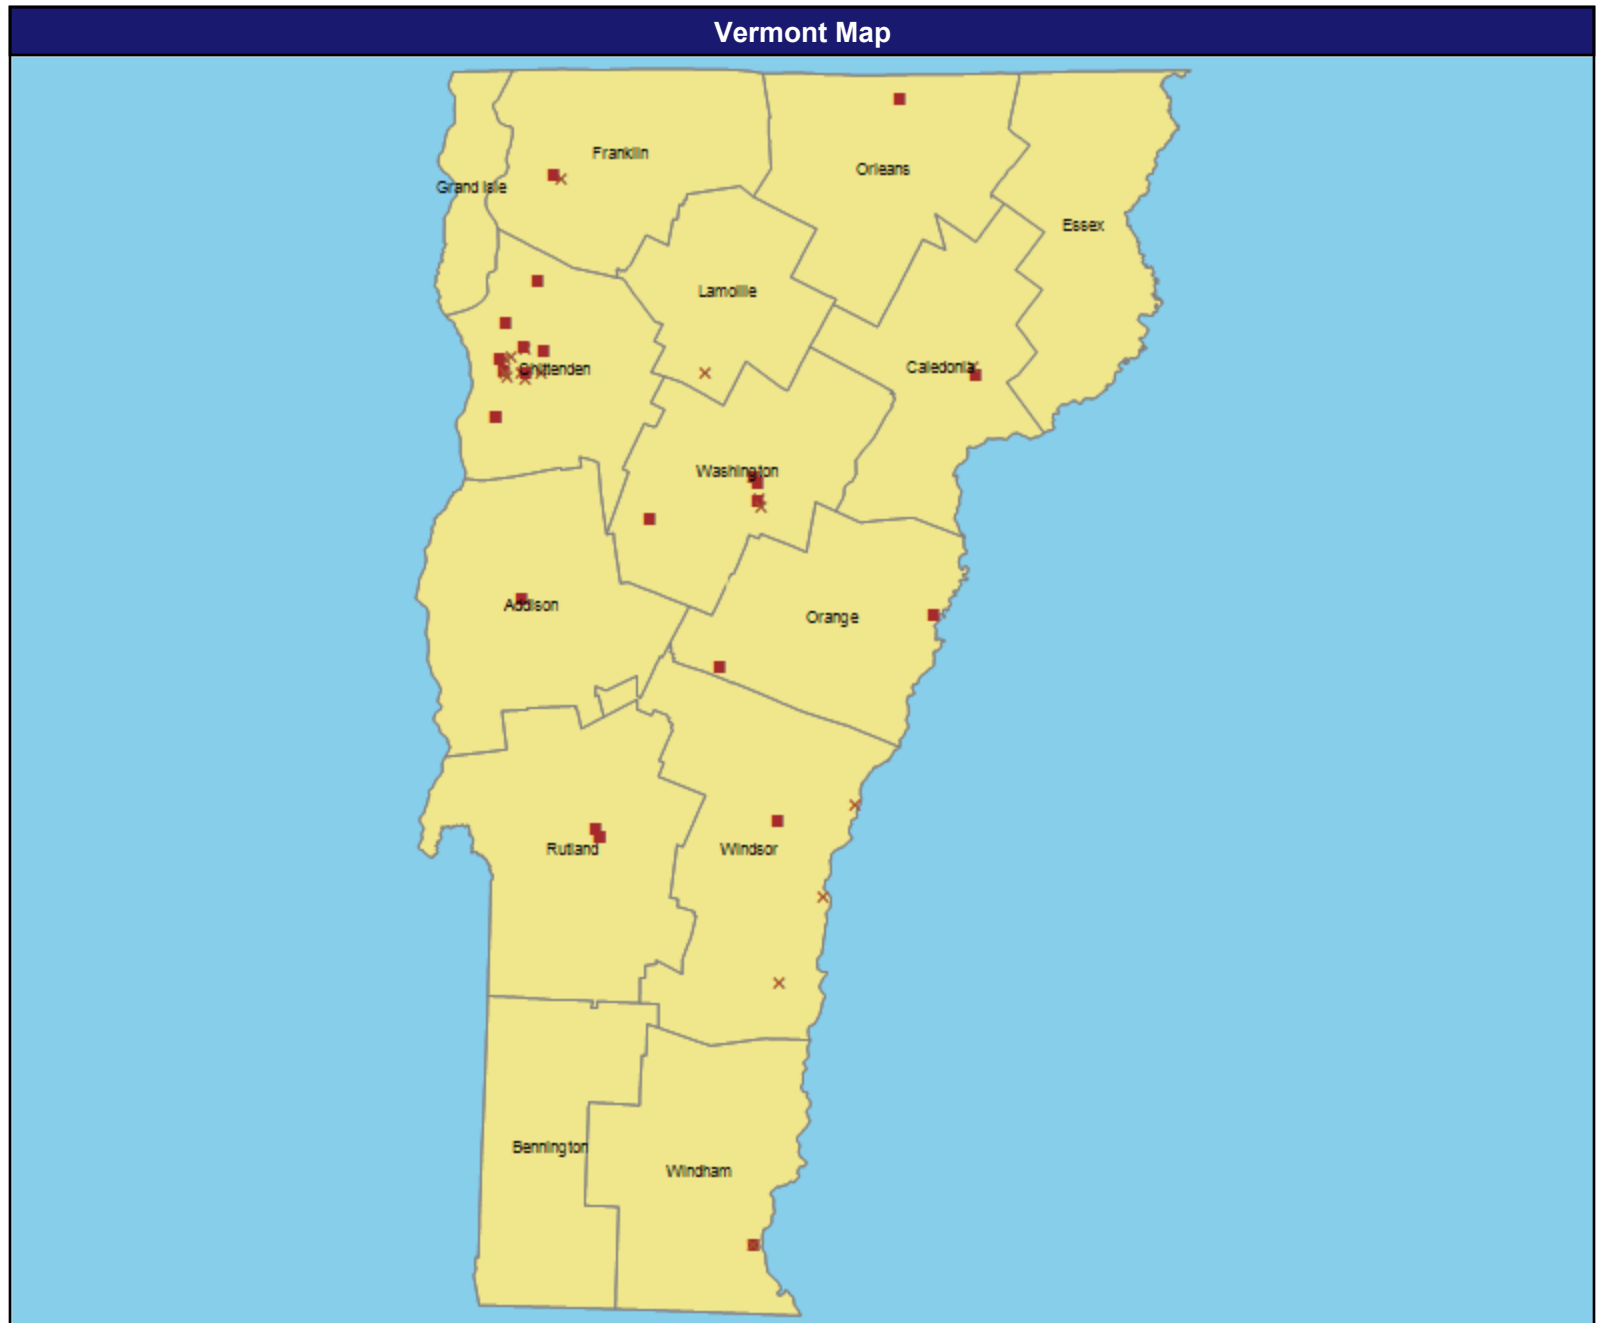 Vermont Map
Franklin
Orleans
Grand Isle
Essex
Lamoille
Chittenden
Caledonia
Washington
Addison
Orange
Rutland
Windsor
Bennington
Windham